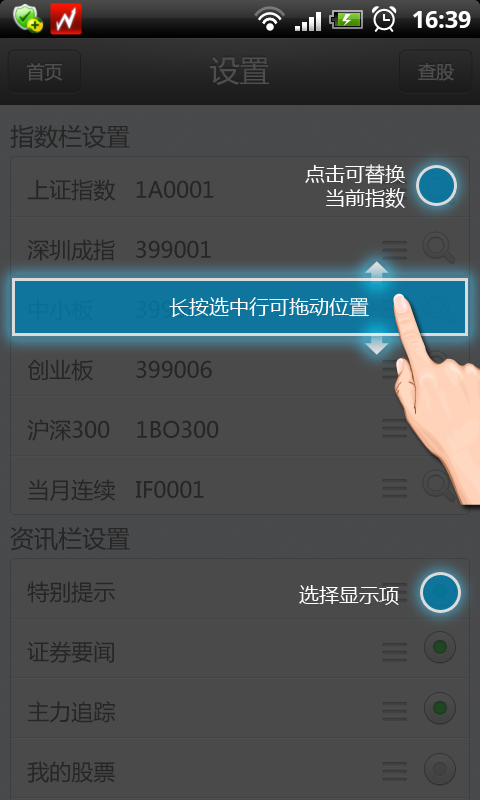 16:39
首页
设置
查股
指数栏设置
上证指数 1A0001
点击可替换
当前指数
深圳成指 399001
中小板 399
长按选中行可拖动位置
创业板 399006
沪深300 1BO300
当月连续 IF0001
资讯栏设置
特别提示
选择显示项
证券要闻
主力追踪
我的股票